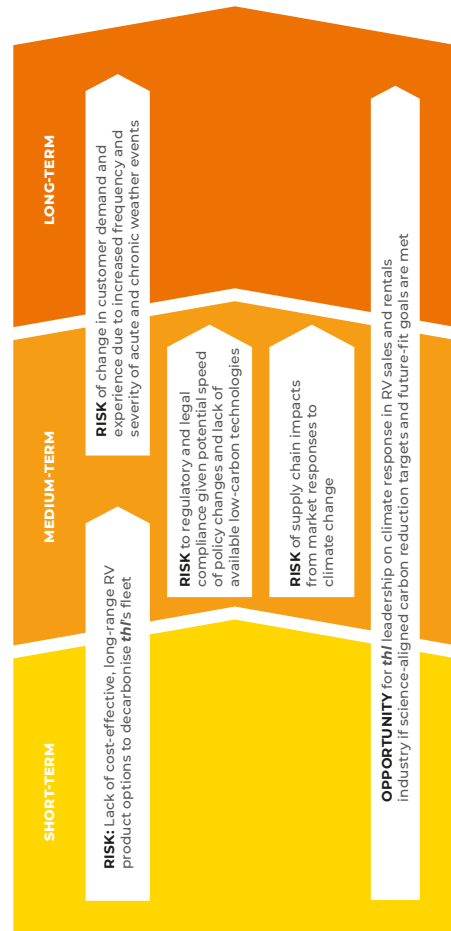 SHORT-TERM
MEDIUM-TERM
LONG-TERM
RISK: Lack of cost-effective, long-range RV
product options to decarbonise thl's fleet
RISK of change in customer demand and
experience due to increased frequency and
severity of acute and chronic weather events
RISK to regulatory and legal
compliance given potential speed
of policy changes and lack of
available low-carbon technologies
RISK of supply chain impacts
from market responses to
climate change
OPPORTUNITY for thl leadership on climate response in RV sales and rentals
industry if science-aligned carbon reduction targets and future-fit goals are met